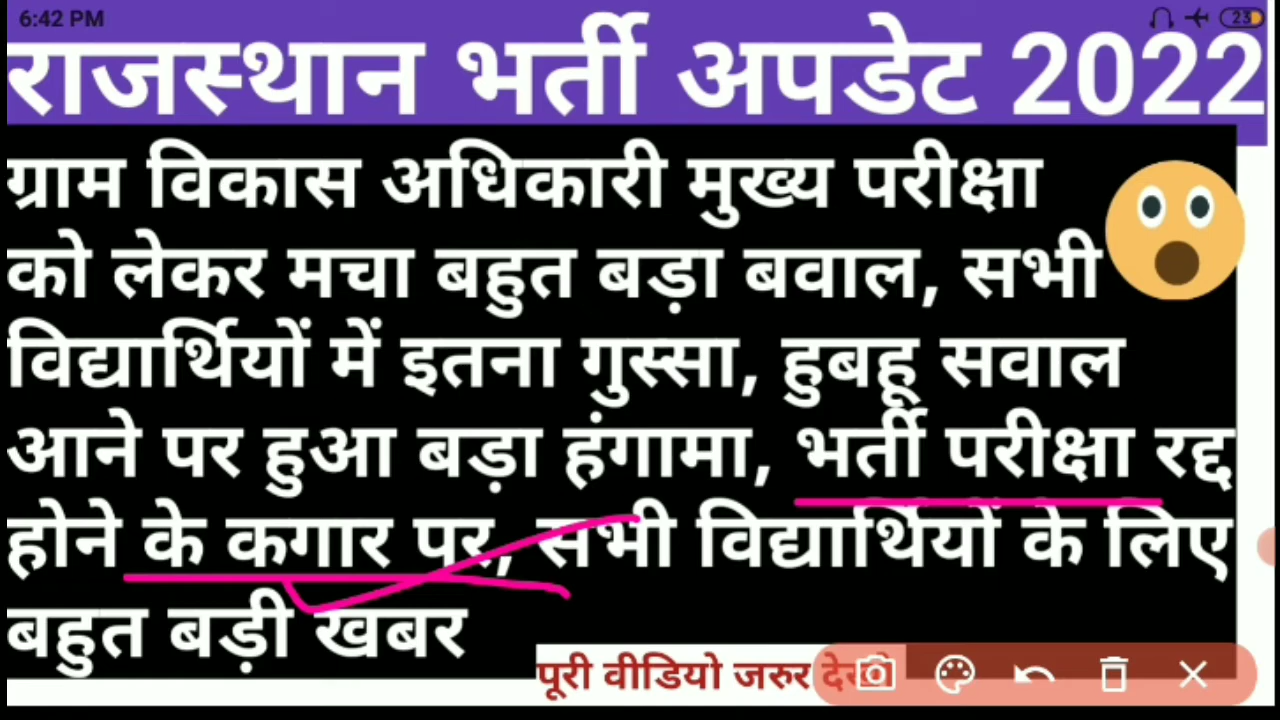 6:42 PM
23
राजस्थान भर्ती अपडेट 2022
ग्राम विकास अधिकारी मुख्य परीक्षा
को लेकर मचा बहुत बड़ा बवाल, सभी
विद्यार्थियों में इतना गुस्सा, हुबहू सवाल
आने पर हुआ बड़ा हंगामा, भर्ती परीक्षा रद्द
होने के कगार पर, सभी विद्यार्थियों के लिए
बहुत बड़ी खबर
पूरी वीडियो जरुर